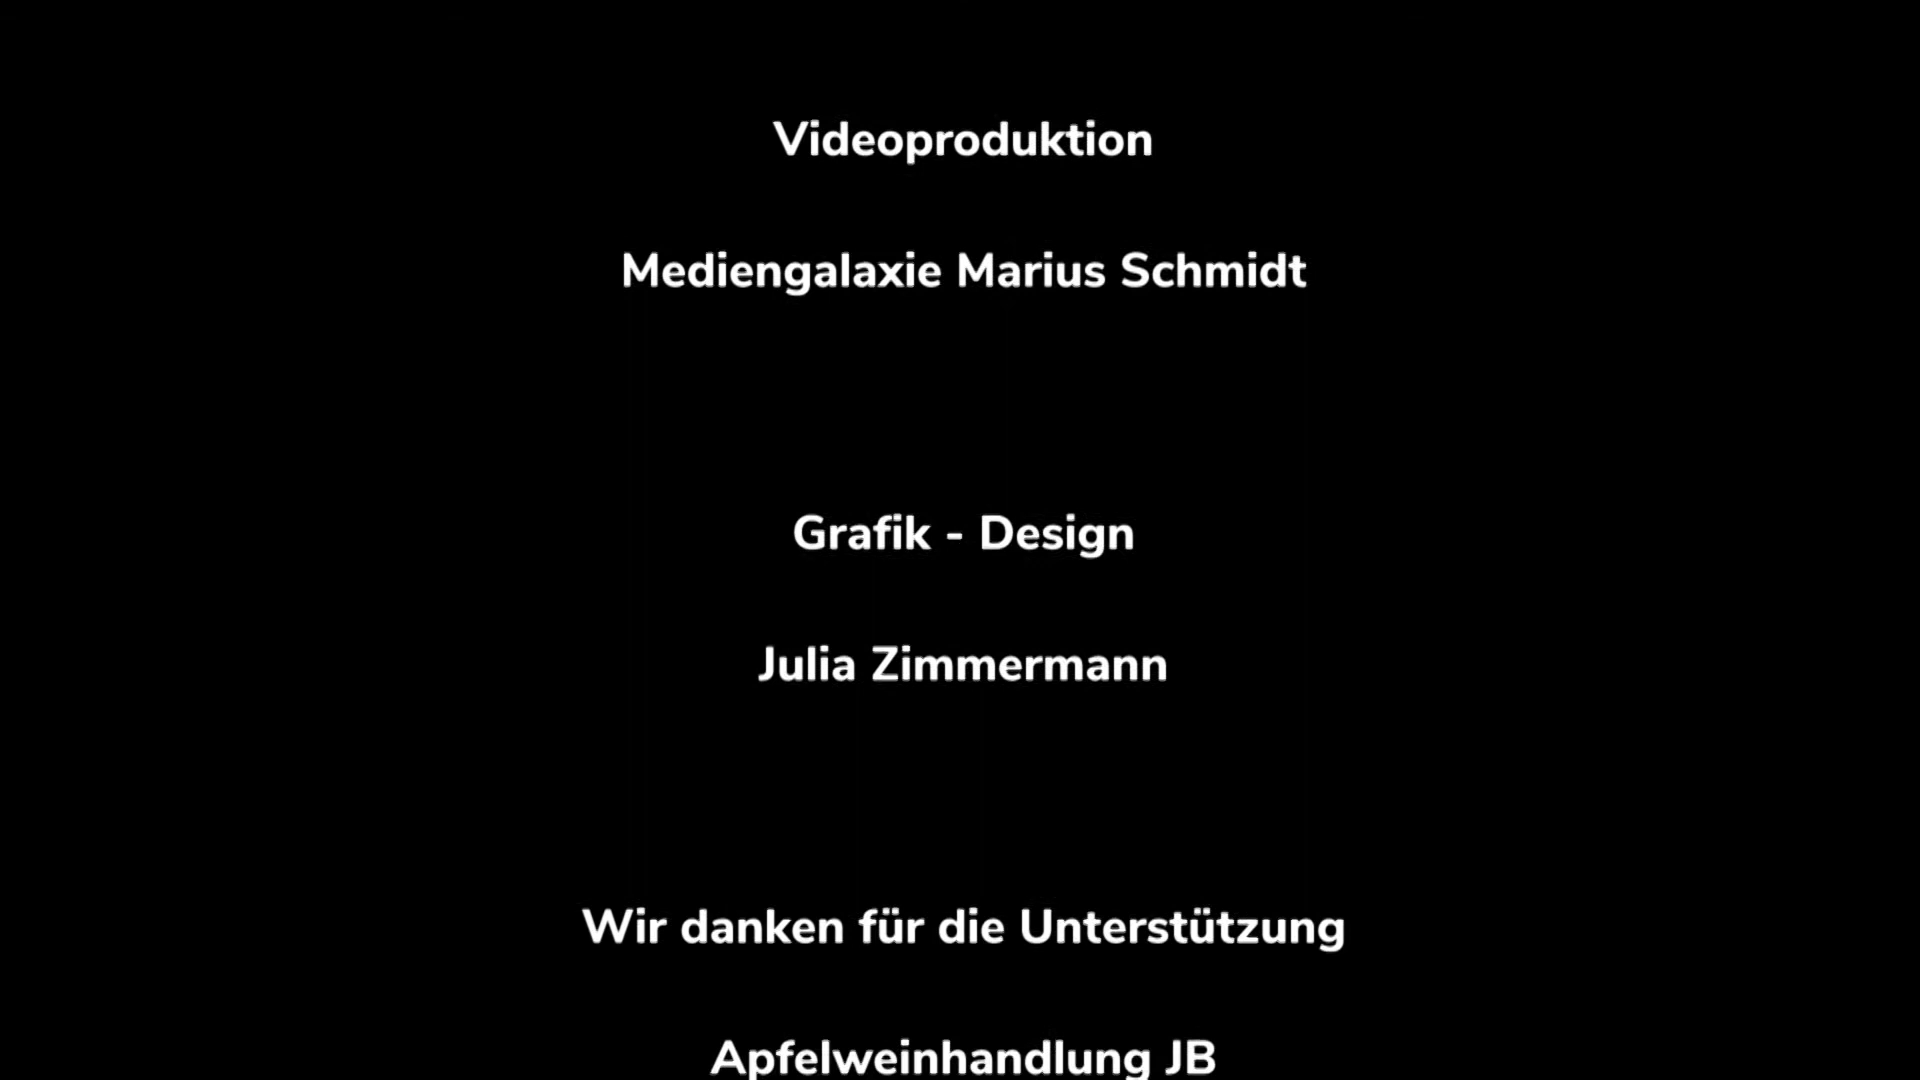 Videoproduktion
Mediengalaxie Marius Schmidt
Grafik - Design
Julia Zimmermann
Wir danken für die Unterstützung
Apfelweinhandlung JB